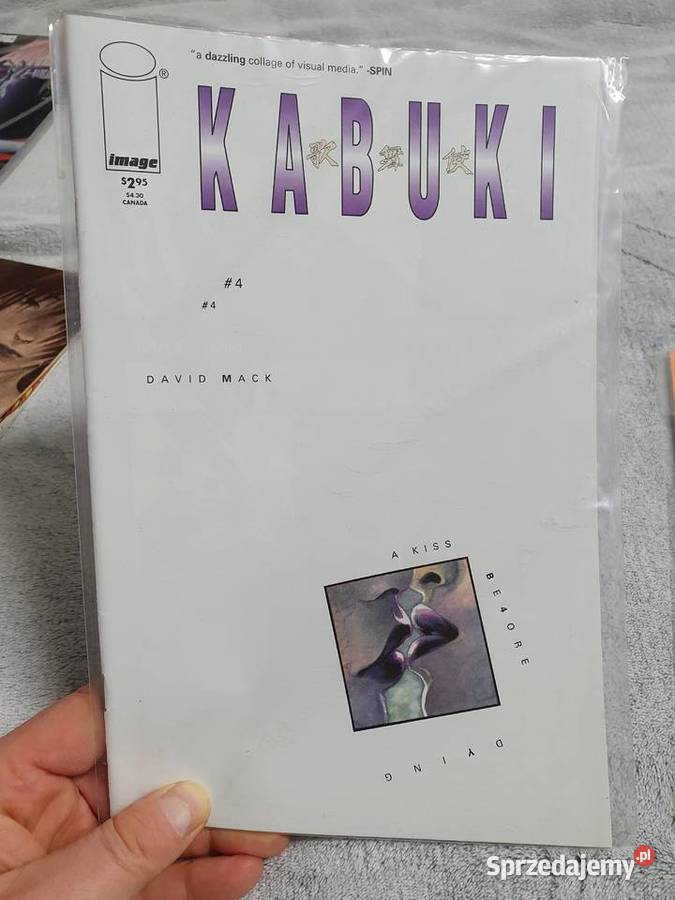 "a dazzling collage of visual media." -SPIN
®
image
$2.95
$4.30
CANADA
KABUKI
歌舞伎
#4
#4
DAVID MACK
A KISS
BE4ORE
DYING
Sprzedajemy.pl